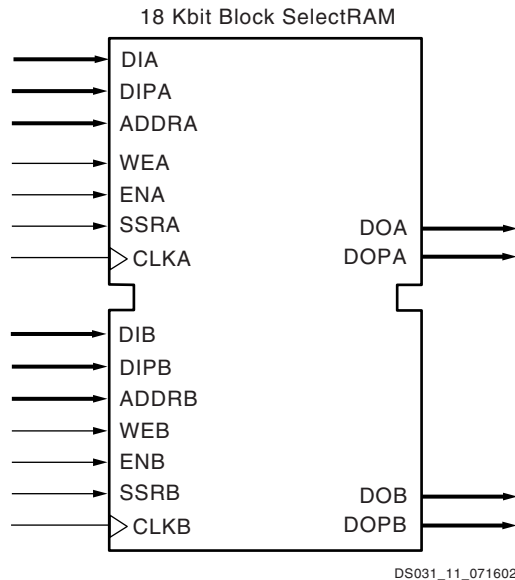 18 Kbit Block SelectRAM
DIA
DIPA
ADDRA
WEA
ENA
SSRA
CLKA
DOA
DOPA
DIB
DIPB
ADDRB
WEB
ENB
SSRB
CLKB
DOB
DOPB
DS031_11_071602